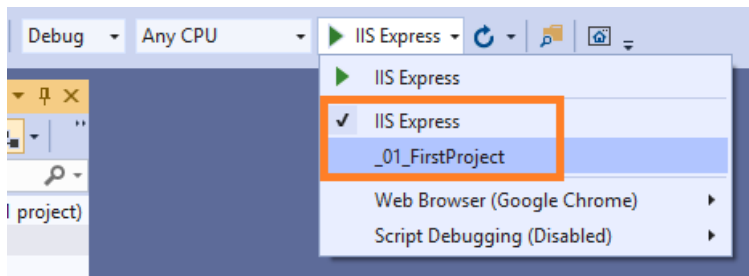 Debug Any CPU IIS Express
IIS Express
IIS Express
_01_FirstProject
Web Browser (Google Chrome)
Script Debugging (Disabled)
project)